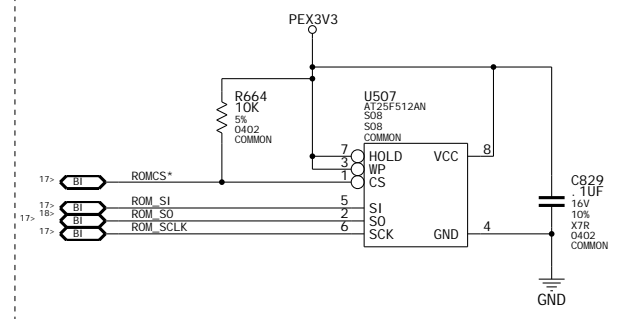 PEX3V3
R664
10K
5%
0402
COMMON
U507
AT25F512AN
SO8
SO8
COMMON
7 HOLD VCC 8
3 WP
1 CS
17> BI ROMCS*
17> BI ROM_SI 5 SI
17> 18> BI ROM_SO 2 SO
17> BI ROM_SCLK 6 SCK GND 4
C829
.1UF
16V
10%
X7R
0402
COMMON
GND